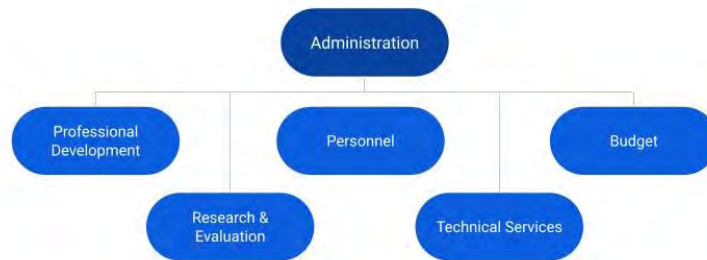 Administration
Professional
Development
Personnel
Budget
Research &
Evaluation
Technical Services